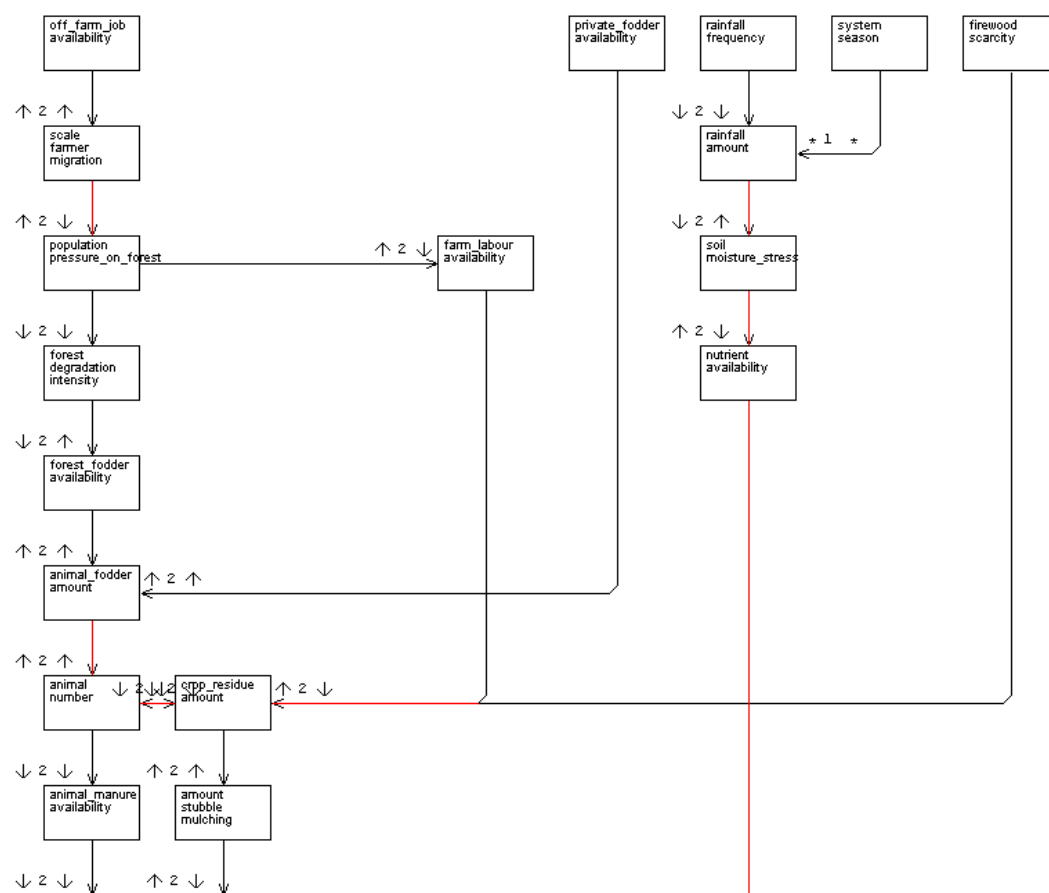 off_farm_job
availability
private_fodder
availability
rainfall
frequency
system
season
firewood
scarcity
↑ 2 ↑
↓ 2 ↓
scale
farmer
migration
rainfall
amount
* 1 *
↑ 2 ↓
↓ 2 ↑
population
pressure_on_forest
↑ 2 ↓
farm_labour
availability
soil
moisture_stress
↓ 2 ↓
↑ 2 ↓
forest
degradation
intensity
nutrient
availability
↓ 2 ↑
forest_fodder
availability
↑ 2 ↑
animal_fodder
amount
↑ 2 ↑
↑ 2 ↑
animal
number
↓ 2 ↓
↓ 2 ↓
crop_residue
amount
↑ 2 ↓
↓ 2 ↓
↑ 2 ↑
animal_manure
availability
amount
stubble
mulching
↓ 2 ↓
↑ 2 ↓